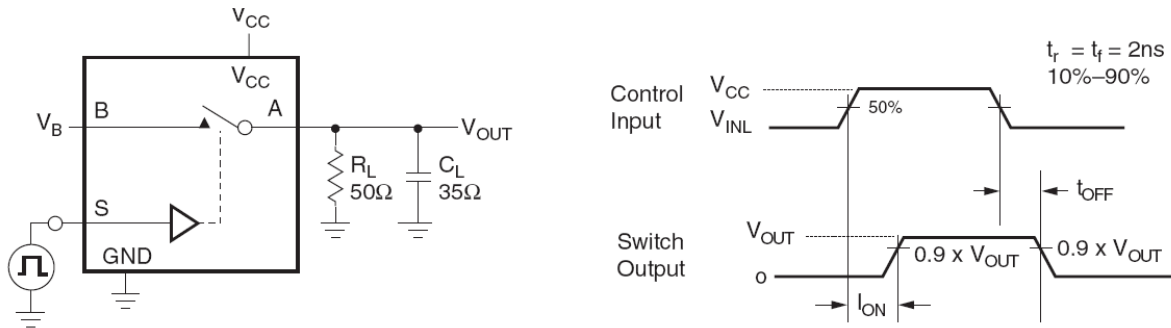 VCC
VCC
B
A
VB
VOUT
RL
50Ω
CL
35Ω
S
GND
tr = tf = 2ns
10%–90%
Control
Input
VCC
VINL
50%
tOFF
Switch
Output
VOUT
0.9 x VOUT
0.9 x VOUT
o
ION